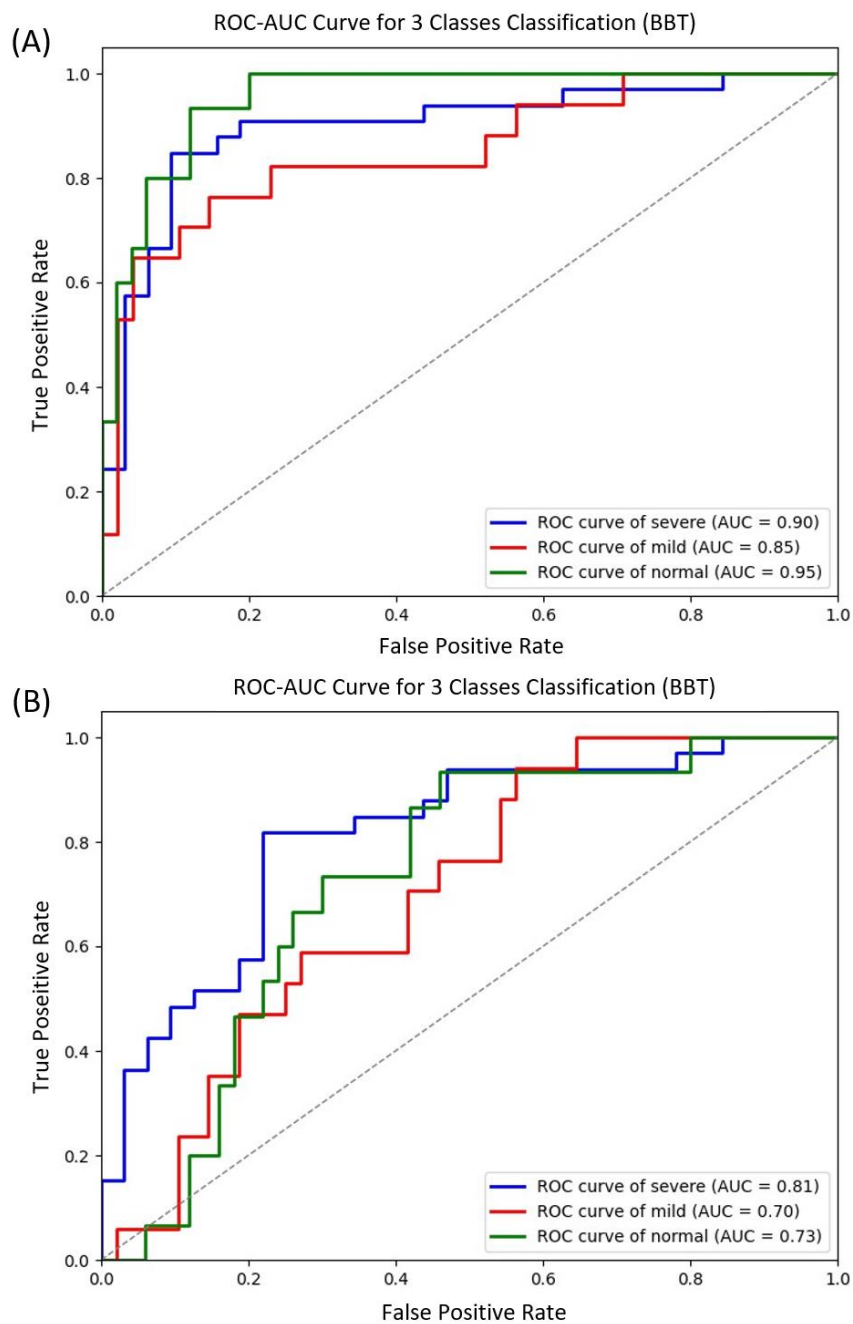 (A)
ROC-AUC Curve for 3 Classes Classification (BBT)
1.0
0.8
0.6
0.4
0.2
0.0
True Poseitive Rate
ROC curve of severe (AUC = 0.90)
ROC curve of mild (AUC = 0.85)
ROC curve of normal (AUC = 0.95)
0.0 0.2 0.4 0.6 0.8 1.0
False Positive Rate
(B)
ROC-AUC Curve for 3 Classes Classification (BBT)
1.0
0.8
0.6
0.4
0.2
0.0
True Poseitive Rate
ROC curve of severe (AUC = 0.81)
ROC curve of mild (AUC = 0.70)
ROC curve of normal (AUC = 0.73)
0.0 0.2 0.4 0.6 0.8 1.0
False Positive Rate